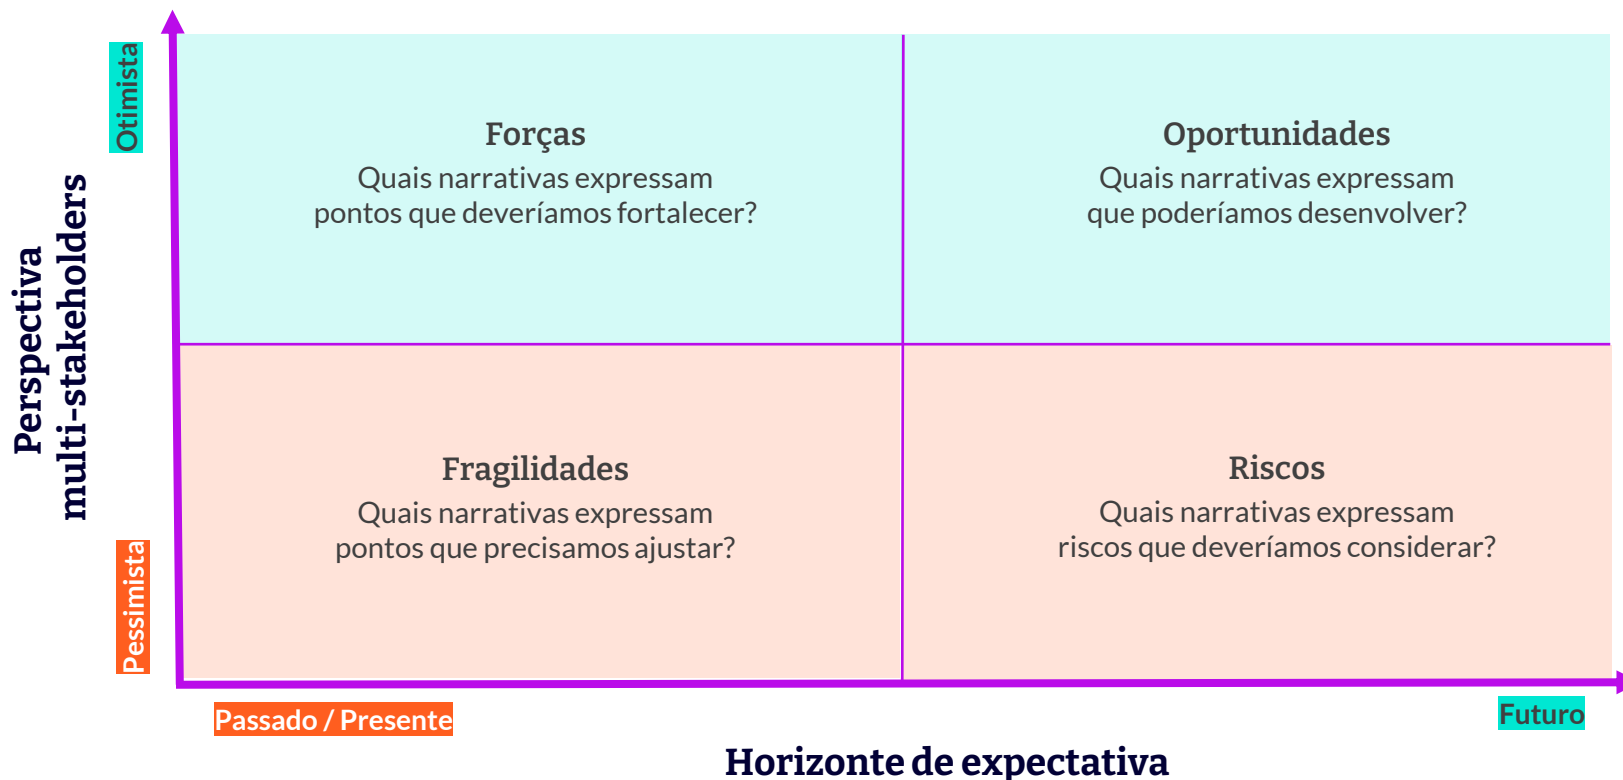 Otimista
Forças
Quais narrativas expressam
pontos que deveríamos fortalecer?
Oportunidades
Quais narrativas expressam
que poderíamos desenvolver?
Perspectiva
multi-stakeholders
Fragilidades
Quais narrativas expressam
pontos que precisamos ajustar?
Riscos
Quais narrativas expressam
riscos que deveríamos considerar?
Pessimista
Passado / Presente
Futuro
Horizonte de expectativa